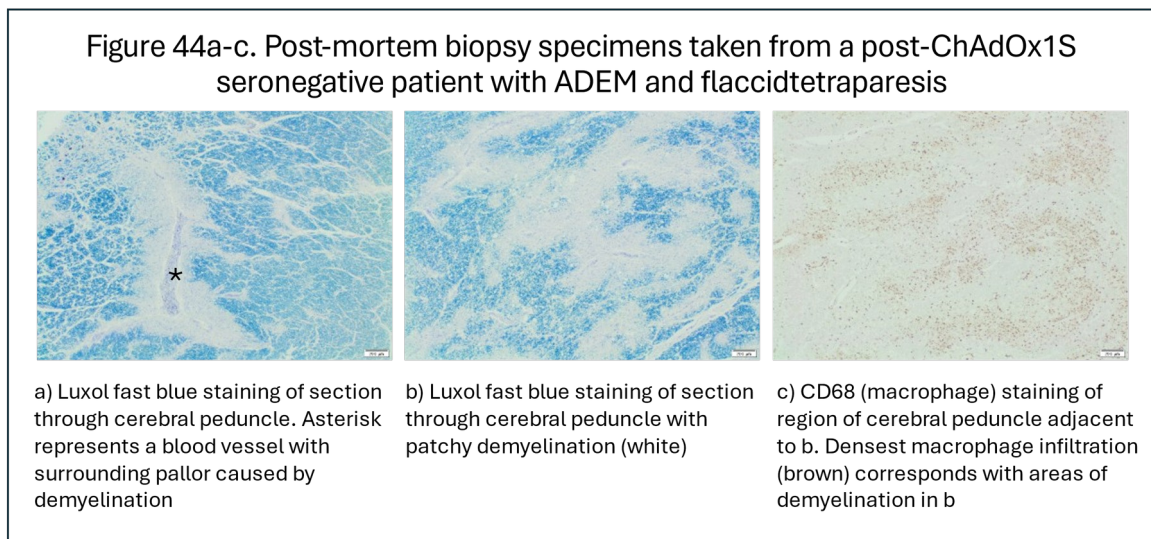 Figure 44a-c. Post-mortem biopsy specimens taken from a post-ChAdOx1S
seronegative patient with ADEM and flaccidtetraparesis
*
a) Luxol fast blue staining of section
through cerebral peduncle. Asterisk
represents a blood vessel with
surrounding pallor caused by
demyelination
b) Luxol fast blue staining of section
through cerebral peduncle with
patchy demyelination (white)
c) CD68 (macrophage) staining of
region of cerebral peduncle adjacent
to b. Densest macrophage infiltration
(brown) corresponds with areas of
demyelination in b